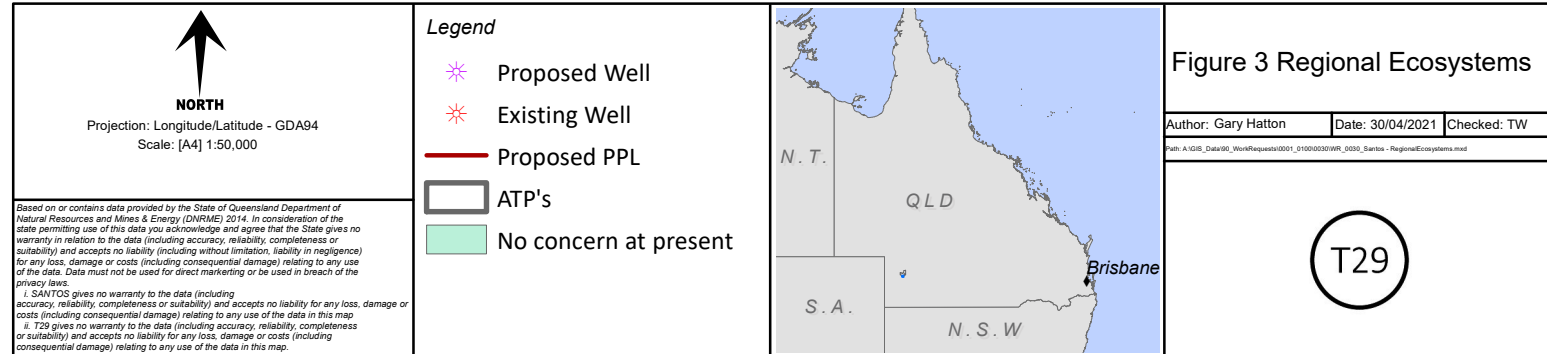 NORTH
Projection: Longitude/Latitude - GDA94
Scale: [A4] 1:50,000
Based on or contains data provided by the State of Queensland Department of
Natural Resources and Mines & Energy (DNRME) 2014. In consideration of the
state permitting use of this data you acknowledge and agree that the State gives no
warranty in relation to the data (including accuracy, reliability, completeness or
suitability) and accepts no liability (including without limitation, liability in negligence)
for any loss, damage or costs (including consequential damage) relating to any use
of the data. Data must not be used for direct markerting or be used in breach of the
privacy laws.
i. SANTOS gives no warranty to the data (including
accuracy, reliability, completeness or suitability) and accepts no liability for any loss, damage or
costs (including consequential damage) relating to any use of the data in this map
ii. T29 gives no warranty to the data (including accuracy, reliability, completeness
or suitability) and accepts no liability for any loss, damage or costs (including
consequential damage) relating to any use of the data in this map.
Legend
Proposed Well
Existing Well
Proposed PPL
ATP's
No concern at present
N.T.
QLD
Brisbane
S.A.
N.S.W
Figure 3 Regional Ecosystems
Author: Gary Hatton Date: 30/04/2021 Checked: TW
Path: A:\GIS_Data\90_WorkRequests\0001_0100\0030\WR_0030_Santos - RegionalEcosystems.mxd
T29